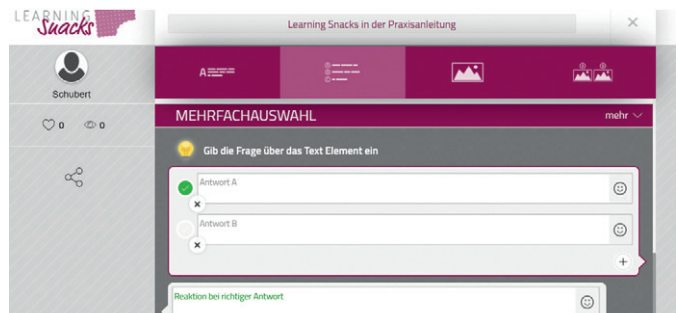 LEARNING
Snacks
Learning Snacks in der Praxisanleitung
Schubert
0 0
A
MEHRFACHAUSWAHL
mehr
Gib die Frage über das Text Element ein
Antwort A
Antwort B
Reaktion bei richtiger Antwort